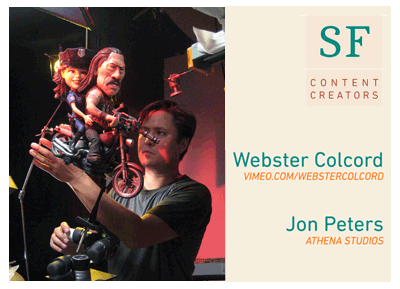 SF
CONTENT
CREATORS
Webster Colcord
VIMEO.COM/WEBSTERCOLCORD
Jon Peters
ATHENA STUDIOS